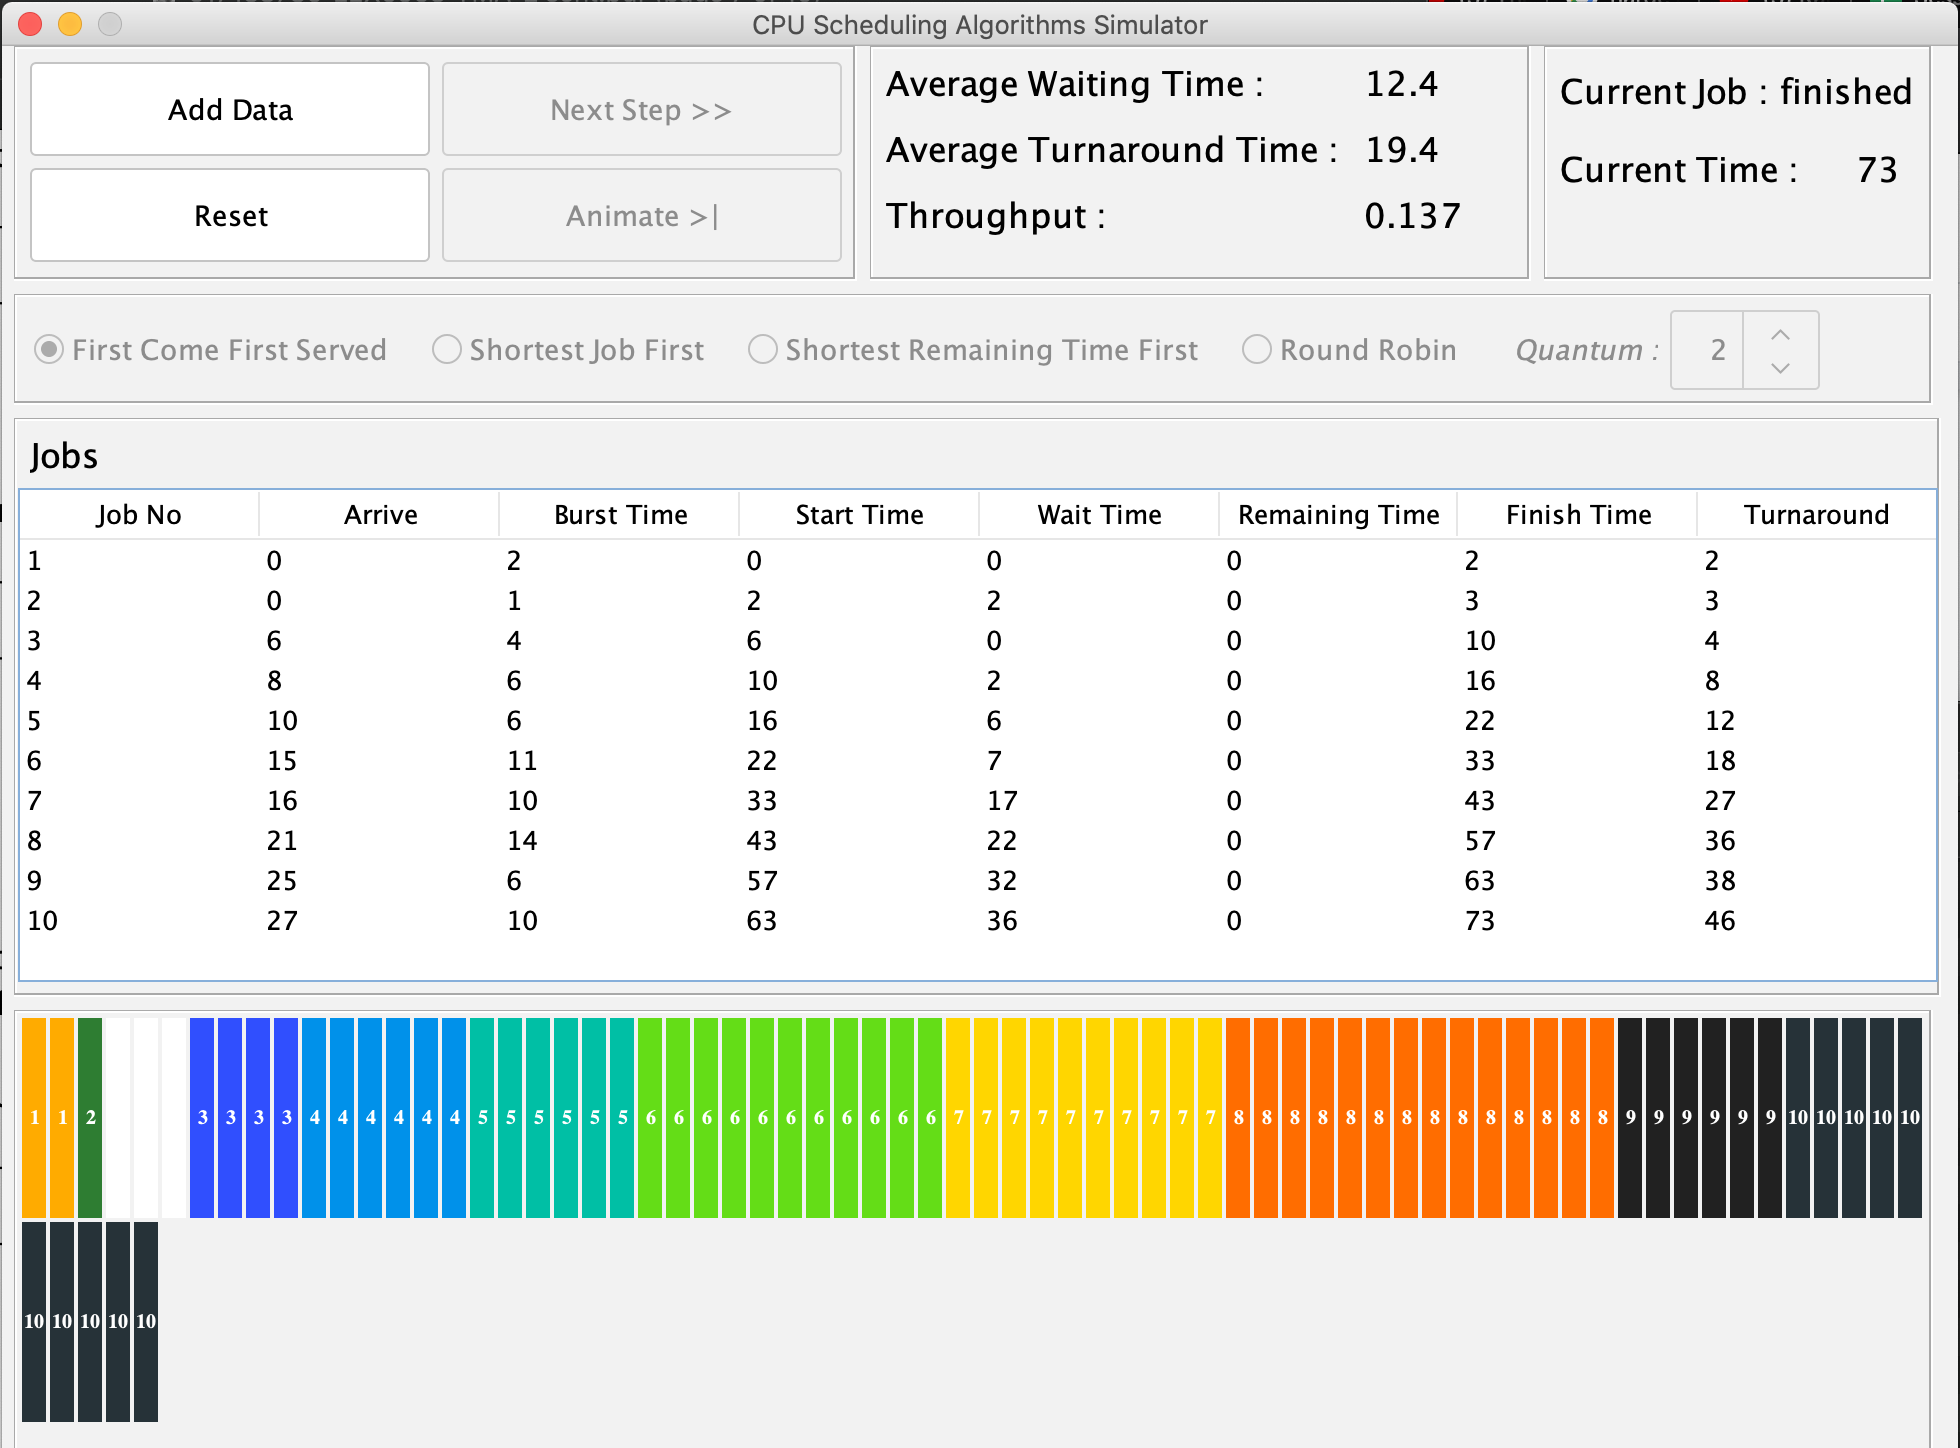 CPU Scheduling Algorithms Simulator
Add Data
Next Step >>
Reset
Animate >|
Average Waiting Time : 12.4
Average Turnaround Time : 19.4
Throughput : 0.137
Current Job : finished
Current Time : 73
First Come First Served Shortest Job First Shortest Remaining Time First Round Robin Quantum : 2
Jobs
Job No Arrive Burst Time Start Time Wait Time Remaining Time Finish Time Turnaround
1 0 2 0 0 0 2 2
2 0 1 2 2 0 3 3
3 6 4 6 0 0 10 4
4 8 6 10 2 0 16 8
5 10 6 16 6 0 22 12
6 15 11 22 7 0 33 18
7 16 10 33 17 0 43 27
8 21 14 43 22 0 57 36
9 25 6 57 32 0 63 38
10 27 10 63 36 0 73 46
1 1 2 3 3 3 3 4 4 4 4 4 4 5 5 5 5 5 5 6 6 6 6 6 6 6 6 6 6 6 7 7 7 7 7 7 7 7 7 7 8 8 8 8 8 8 8 8 8 8 8 8 8 8 9 9 9 9 9 9 10 10 10 10 10
10 10 10 10 10